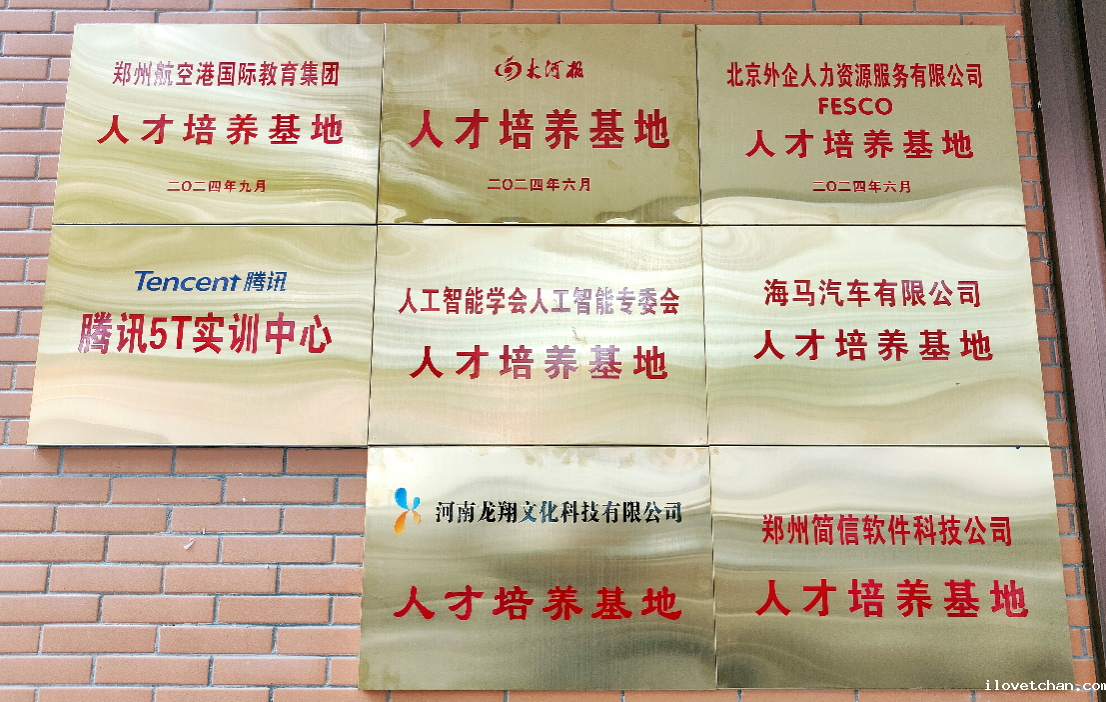 郑州航空港国际教育集团
人才培养基地
二〇二四年九月
大河报
人才培养基地
二〇二四年六月
北京外企人力资源服务有限公司
FESCO
人才培养基地
二〇二四年六月
Tencent 腾讯
腾讯5T实训中心
人工智能学会人工智能专委会
人才培养基地
海马汽车有限公司
人才培养基地
河南龙翔文化科技有限公司
人才培养基地
郑州简信软件科技公司
人才培养基地
ilovetchan.com